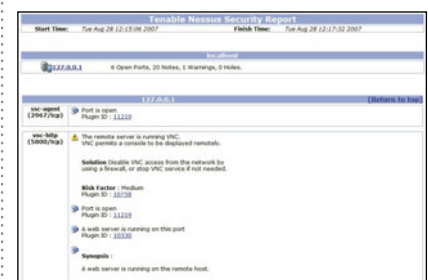 Tenable Nessus Security Report
Start Time: Tue Aug 28 12:15:06 2007 Finish Time: Tue Aug 28 12:17:32 2007
localhost
127.0.0.1 6 Open Ports, 20 Notes, 1 Warnings, 0 Holes.
127.0.0.1 [Return to top]
ssc-agent (2967/tcp) Port is open
Plugin ID : 11219
vnc-http (5800/tcp) The remote server is running VNC.
VNC permits a console to be displayed remotely.
Solution Disable VNC access from the network by
using a firewall, or stop VNC service if not needed.
Risk Factor : Medium
Plugin ID : 10758
Port is open
Plugin ID : 11219
A web server is running on this port
Plugin ID : 10330
Synopsis :
A web server is running on the remote host.